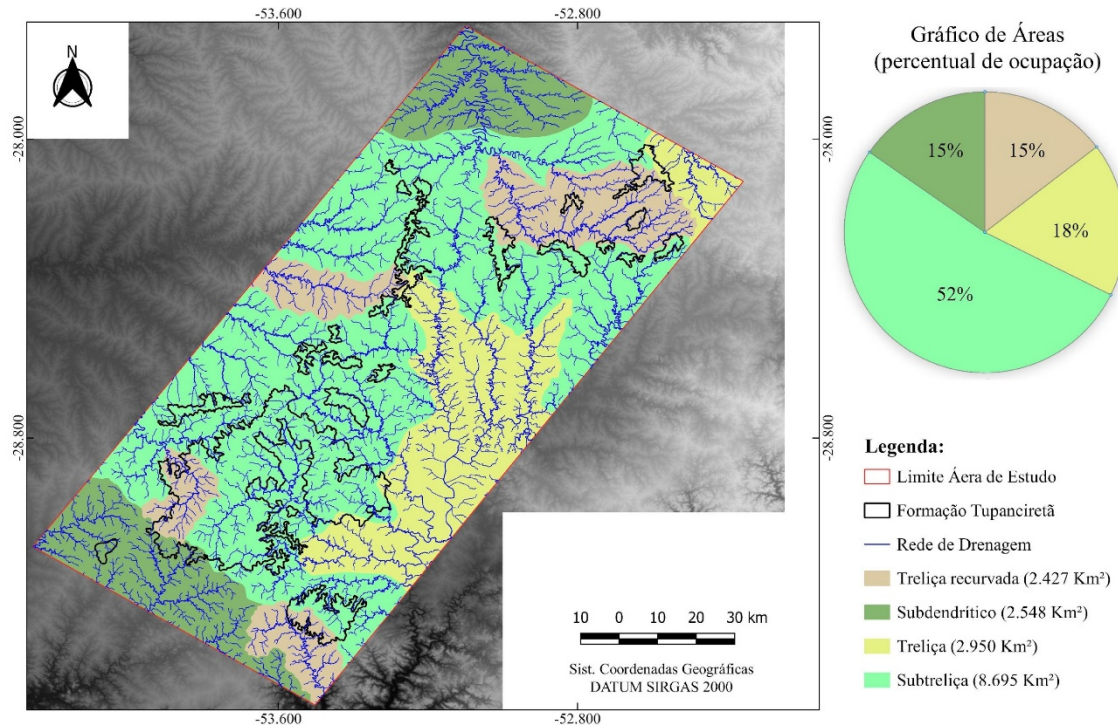 -53.600
-52.800
N
-28.000
-28.000
-28.800
-28.800
10 0 10 20 30 km
Sist. Coordenadas Geográficas
DATUM SIRGAS 2000
-53.600
-52.800
Gráfico de Áreas
(percentual de ocupação)
15%
15%
18%
52%
Legenda:
Limite Áera de Estudo
Formação Tupanciretã
Rede de Drenagem
Treliça recurvada (2.427 Km²)
Subdendrítico (2.548 Km²)
Treliça (2.950 Km²)
Subtreliça (8.695 Km²)